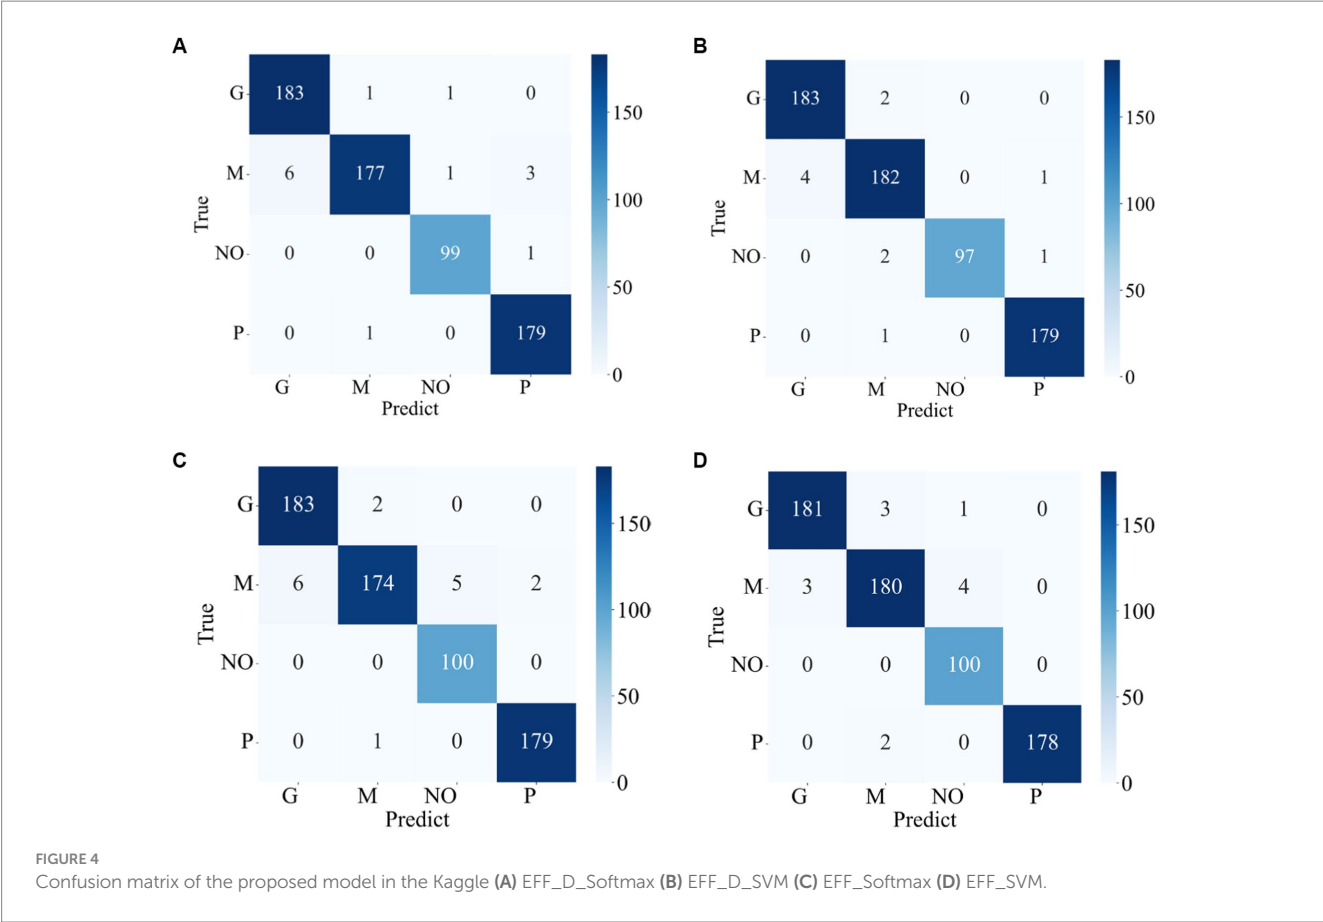 A
G 183 1 1 0
M 6 177 1 3
NO 0 0 99 1
P 0 1 0 179
G M NO P
Predict
True
150
100
50
0
B
G 183 2 0 0
M 4 182 0 1
NO 0 2 97 1
P 0 1 0 179
G M NO P
Predict
True
150
100
50
0
C
G 183 2 0 0
M 6 174 5 2
NO 0 0 100 0
P 0 1 0 179
G M NO P
Predict
True
150
100
50
0
D
G 181 3 1 0
M 3 180 4 0
NO 0 0 100 0
P 0 2 0 178
G M NO P
Predict
True
150
100
50
0
FIGURE 4
Confusion matrix of the proposed model in the Kaggle (A) EFF_D_Softmax (B) EFF_D_SVM (C) EFF_Softmax (D) EFF_SVM.